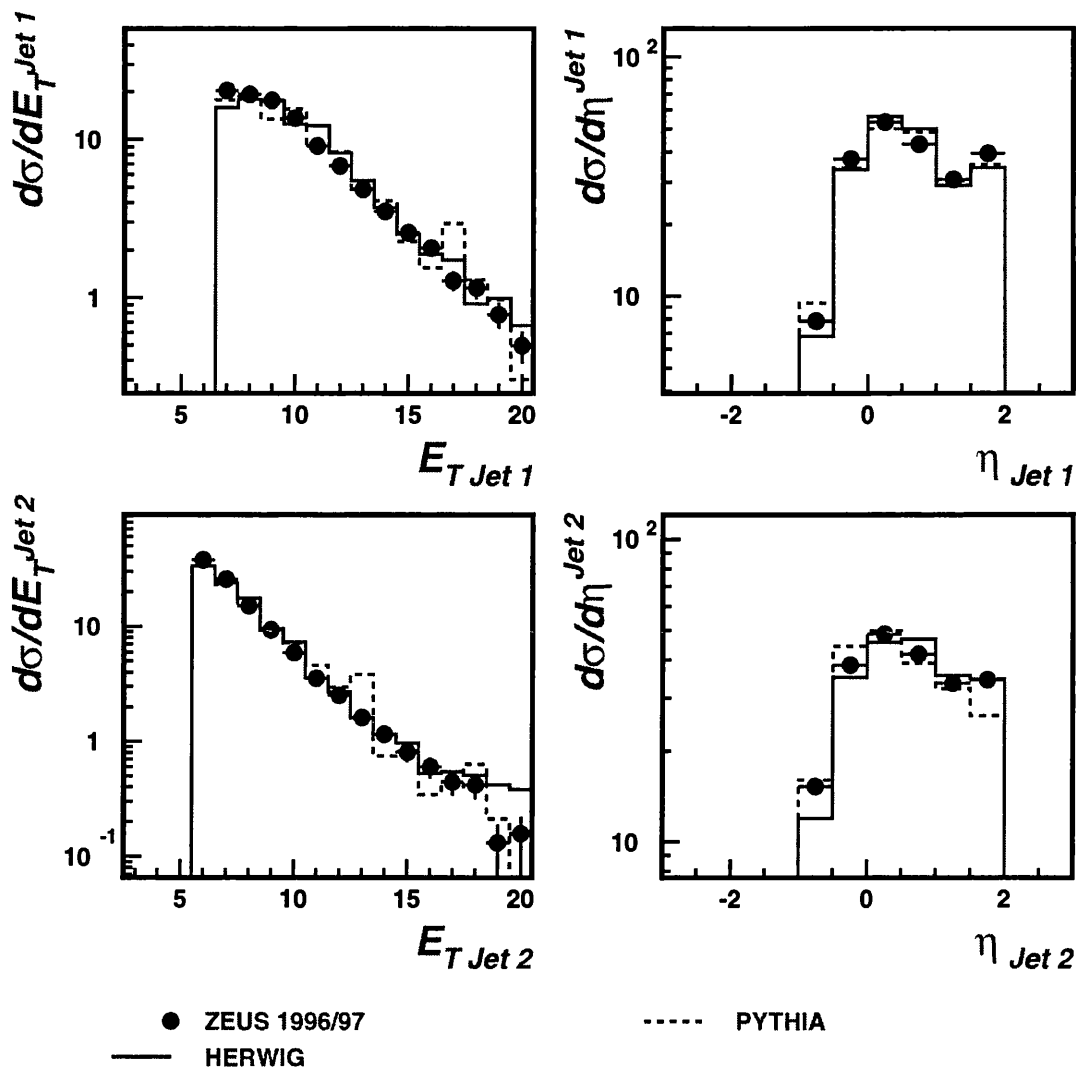 dσ/dE_T^Jet 1
10
1
5 10 15 20
E_T Jet 1
dσ/dη^Jet 1
10^2
10
-2 0 2
η Jet 1
dσ/dE_T^Jet 2
10
1
10^-1
5 10 15 20
E_T Jet 2
dσ/dη^Jet 2
10^2
10
-2 0 2
η Jet 2
ZEUS 1996/97
PYTHIA
HERWIG